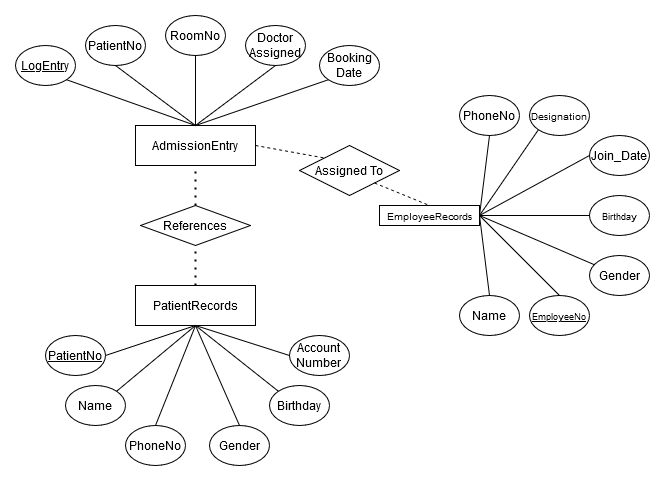 LogEntry
PatientNo
RoomNo
Doctor
Assigned
Booking
Date
AdmissionEntry
Assigned To
References
PhoneNo
Designation
Join_Date
Birthday
Gender
EmployeeNo
Name
EmployeeRecords
PatientRecords
PatientNo
Name
PhoneNo
Gender
Birthday
Account
Number